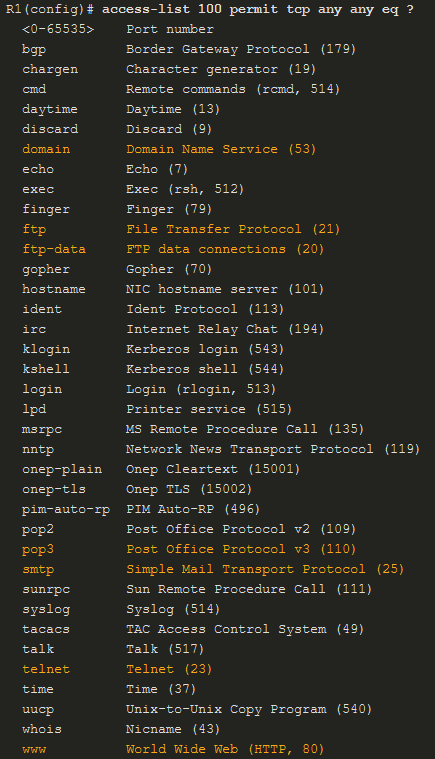 R1(config)# access-list 100 permit tcp any any eq ?
<0-65535> Port number
bgp Border Gateway Protocol (179)
chargen Character generator (19)
cmd Remote commands (rcmd, 514)
daytime Daytime (13)
discard Discard (9)
domain Domain Name Service (53)
echo Echo (7)
exec Exec (rsh, 512)
finger Finger (79)
ftp File Transfer Protocol (21)
ftp-data FTP data connections (20)
gopher Gopher (70)
hostname NIC hostname server (101)
ident Ident Protocol (113)
irc Internet Relay Chat (194)
klogin Kerberos login (543)
kshell Kerberos shell (544)
login Login (rlogin, 513)
lpd Printer service (515)
msrpc MS Remote Procedure Call (135)
nntp Network News Transport Protocol (119)
onep-plain Onep Cleartext (15001)
onep-tls Onep TLS (15002)
pim-auto-rp PIM Auto-RP (496)
pop2 Post Office Protocol v2 (109)
pop3 Post Office Protocol v3 (110)
smtp Simple Mail Transport Protocol (25)
sunrpc Sun Remote Procedure Call (111)
syslog Syslog (514)
tacacs TAC Access Control System (49)
talk Talk (517)
telnet Telnet (23)
time Time (37)
uucp Unix-to-Unix Copy Program (540)
whois Nicname (43)
www World Wide Web (HTTP, 80)